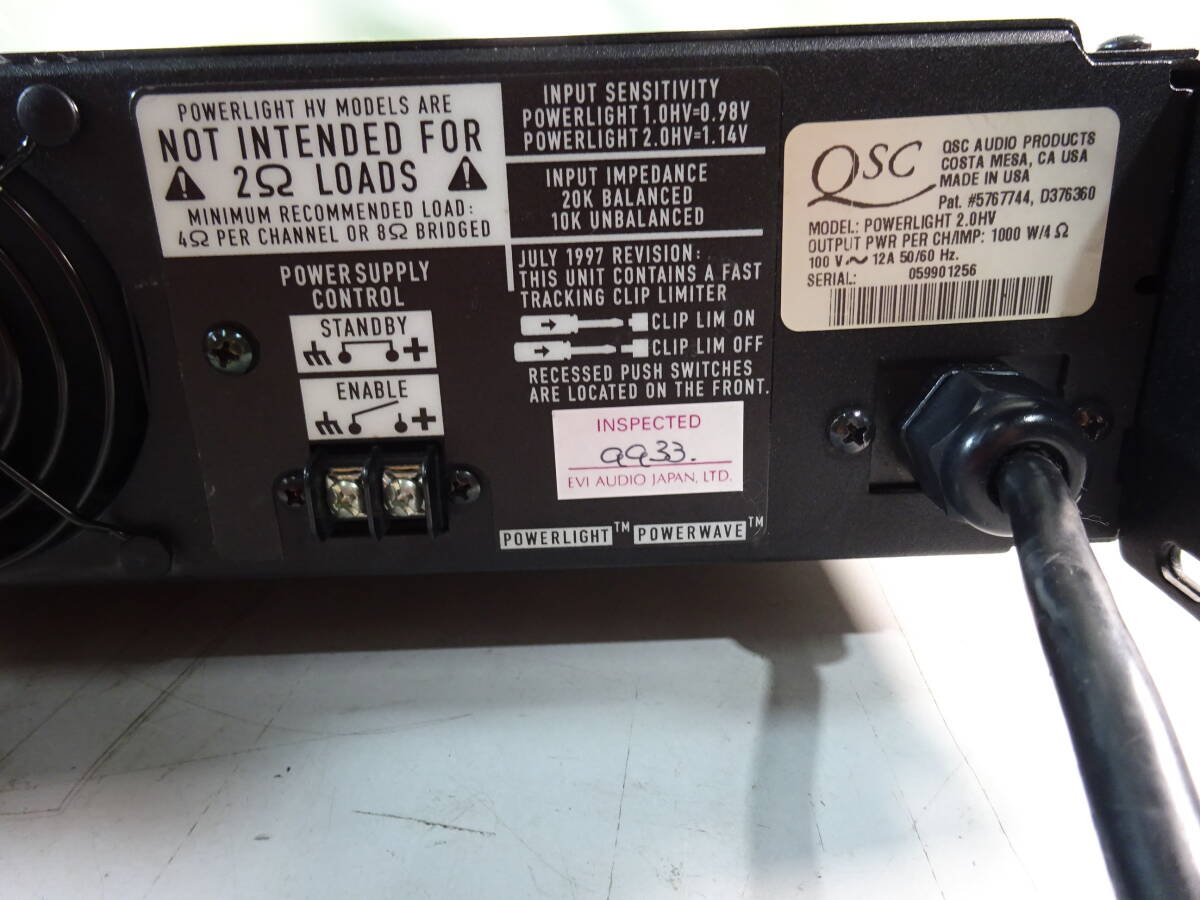 POWERLIGHT HV MODELS ARE
NOT INTENDED FOR
2Ω LOADS
MINIMUM RECOMMENDED LOAD:
4Ω PER CHANNEL OR 8Ω BRIDGED
POWER SUPPLY
CONTROL
STANDBY
+
ENABLE
+
INPUT SENSITIVITY
POWERLIGHT 1.0HV=0.98V
POWERLIGHT 2.0HV=1.14V
INPUT IMPEDANCE
20K BALANCED
10K UNBALANCED
JULY 1997 REVISION:
THIS UNIT CONTAINS A FAST
TRACKING CLIP LIMITER
CLIP LIM ON
CLIP LIM OFF
RECESSED PUSH SWITCHES
ARE LOCATED ON THE FRONT.
INSPECTED
9933.
EVI AUDIO JAPAN, LTD.
POWERLIGHT™ POWERWAVE™
QSC
QSC AUDIO PRODUCTS
COSTA MESA, CA USA
MADE IN USA
Pat. #5767744, D376360
MODEL: POWERLIGHT 2.0HV
OUTPUT PWR PER CH/IMP: 1000 W/4 Ω
100 V ~ 12A 50/60 Hz.
SERIAL: 059901256